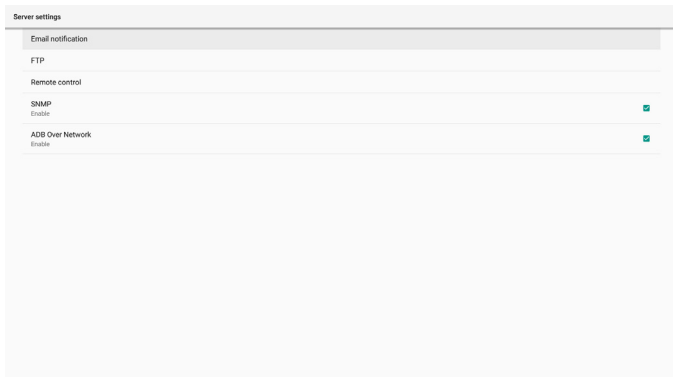 Server settings
Email notification
FTP
Remote control
SNMP
Enable
ADB Over Network
Enable